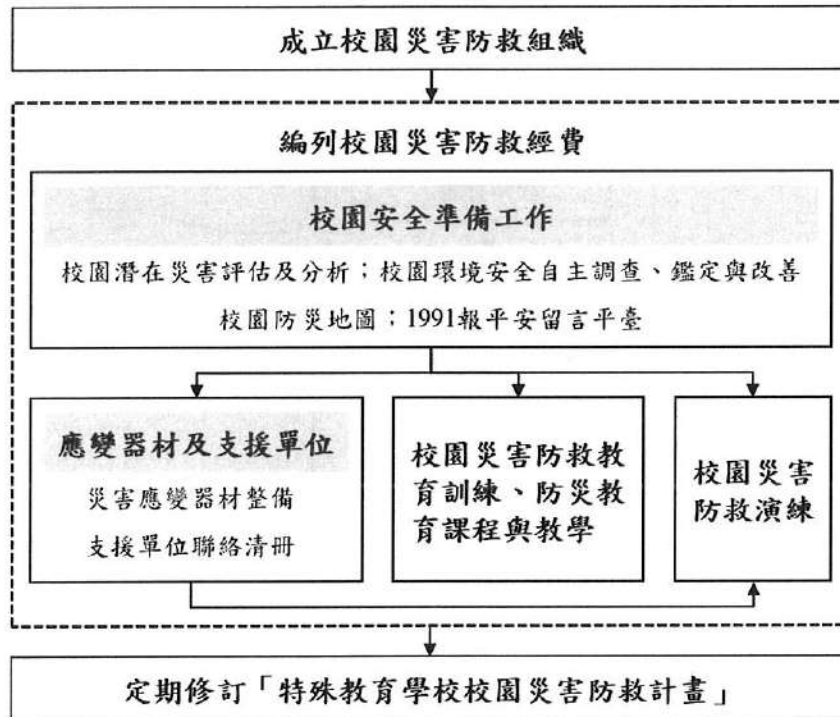 成立校園災害防救組織
編列校園災害防救經費
校園安全準備工作
校園潛在災害評估及分析；校園環境安全自主調查、鑑定與改善
校園防災地圖；1991報平安留言平臺
應變器材及支援單位
災害應變器材整備
支援單位聯絡清冊
校園災害防救教
育訓練、防災教
育課程與教學
校園災害
防救演練
定期修訂「特殊教育學校校園災害防救計畫」